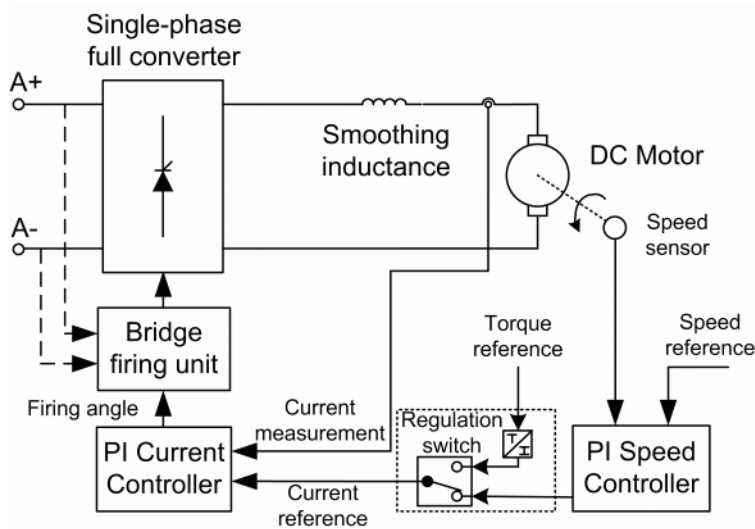 Single-phase
full converter
A+
Smoothing
inductance
DC Motor
A-
Speed
sensor
Bridge
firing unit
Torque
reference
Speed
reference
Firing angle
Current
measurement
Regulation
switch
T
I
PI Current
Controller
PI Speed
Controller
Current
reference